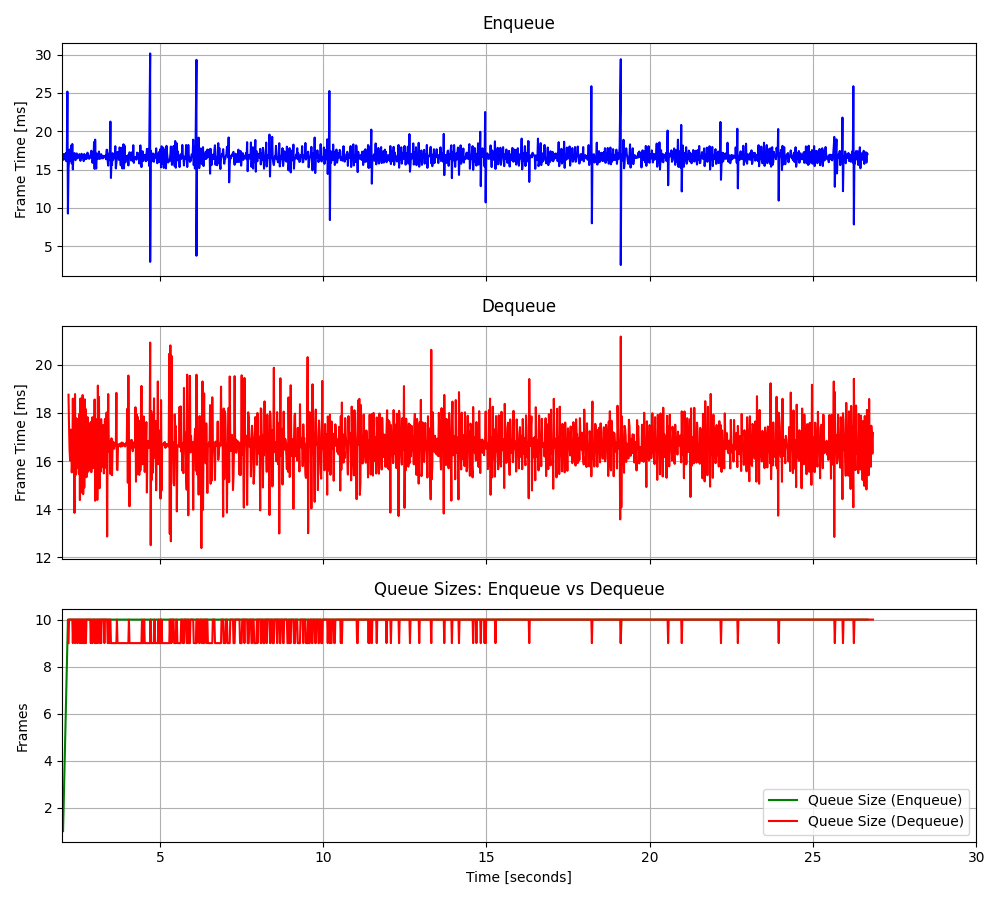 Enqueue
30
25
20
15
10
5
Frame Time [ms]
Dequeue
20
18
16
14
12
Frame Time [ms]
Queue Sizes: Enqueue vs Dequeue
10
8
6
4
2
Frames
Queue Size (Enqueue)
Queue Size (Dequeue)
5 10 15 20 25 30
Time [seconds]